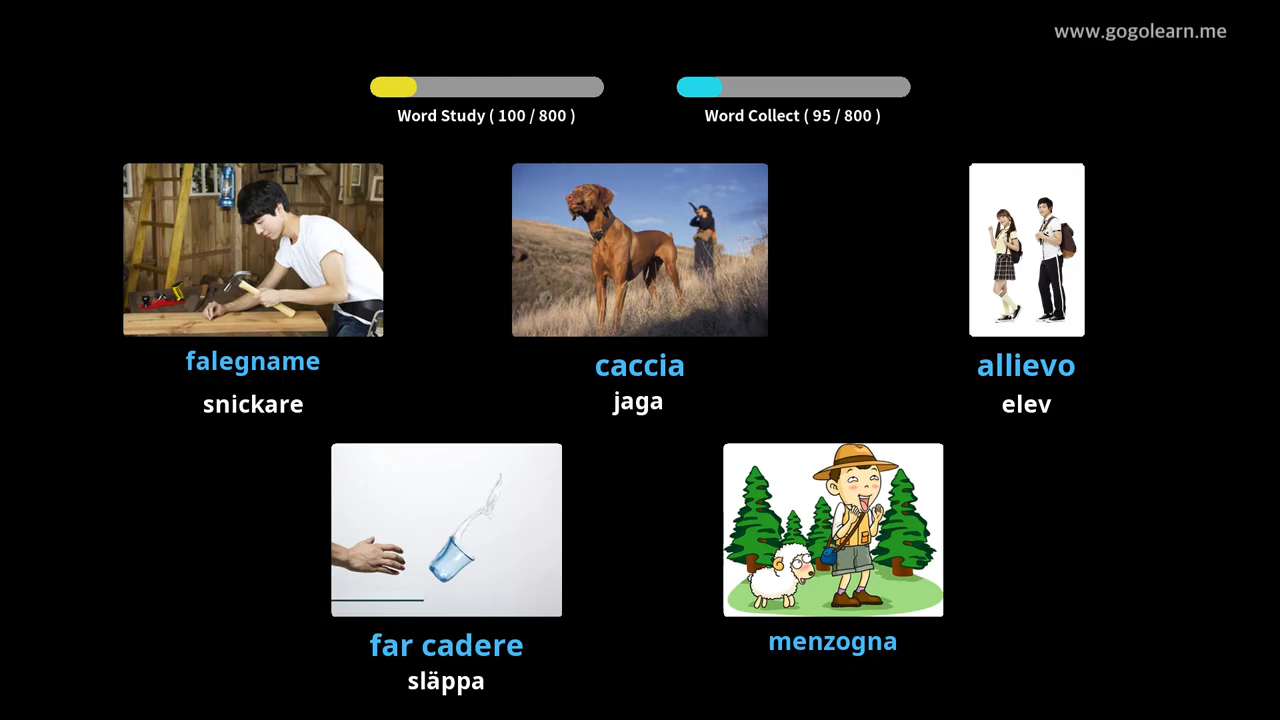 www.gogolearn.me
Word Study ( 100 / 800 )
Word Collect ( 95 / 800 )
falegname
snickare
caccia
jaga
allievo
elev
far cadere
släppa
menzogna